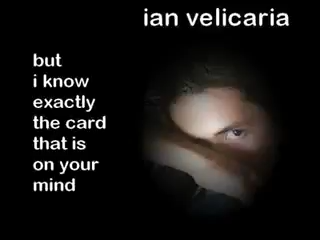 ian velicaria
but
i know
exactly
the card
that is
on your
mind